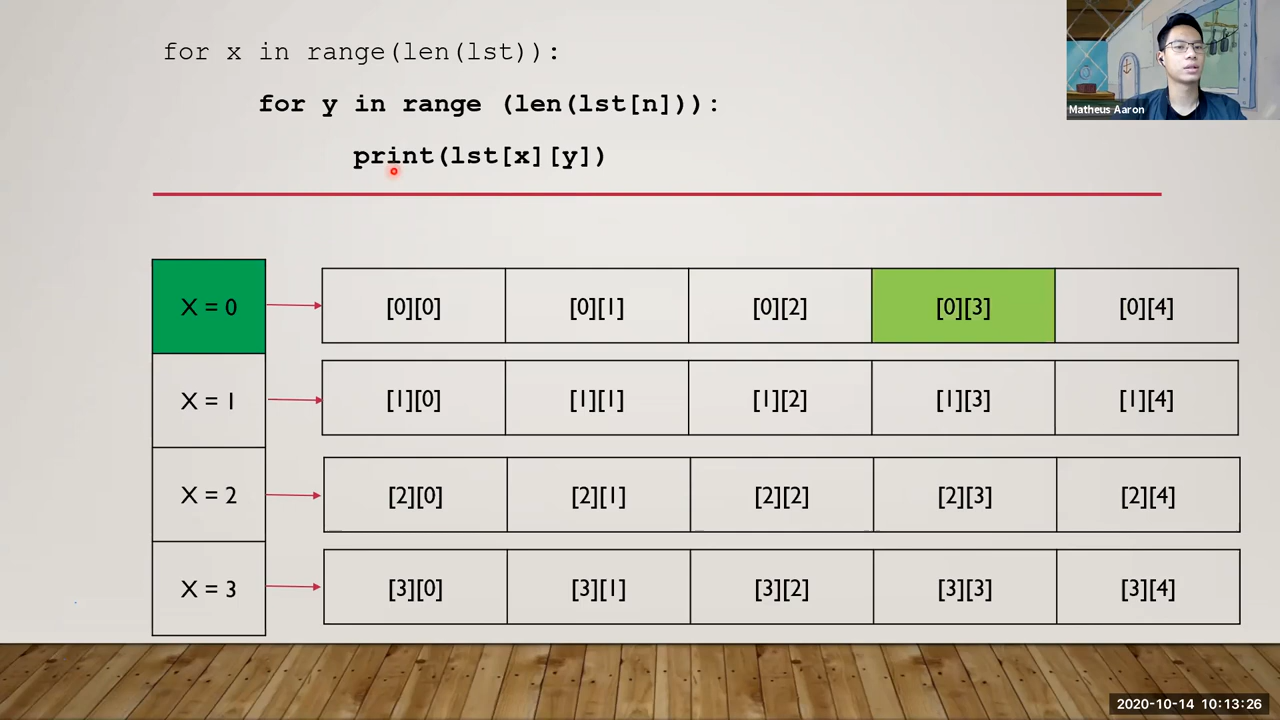 for x in range(len(lst)):
for y in range (len(lst[n])):
print(lst[x][y])
Matheus Aaron
X = 0
[0][0] [0][1] [0][2] [0][3] [0][4]
X = 1
[1][0] [1][1] [1][2] [1][3] [1][4]
X = 2
[2][0] [2][1] [2][2] [2][3] [2][4]
X = 3
[3][0] [3][1] [3][2] [3][3] [3][4]
2020-10-14 10:13:26